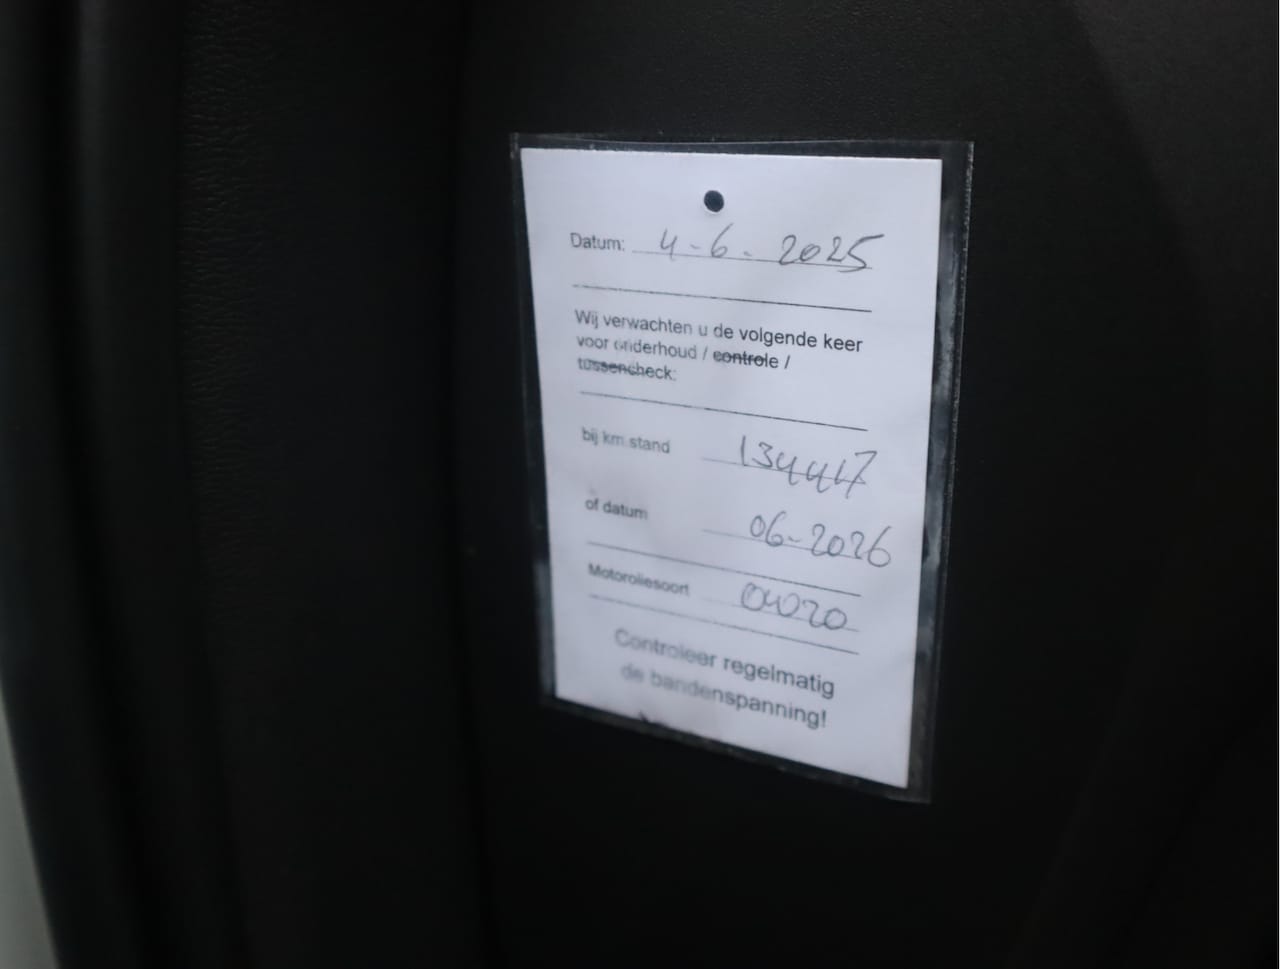 Datum: 4-6-2025
Wij verwachten u de volgende keer
voor onderhoud / controle /
tussencheck:
bij km.stand 134417
of datum 06-2026
Motoroliesoort 0W20
Controleer regelmatig
de bandenspanning!